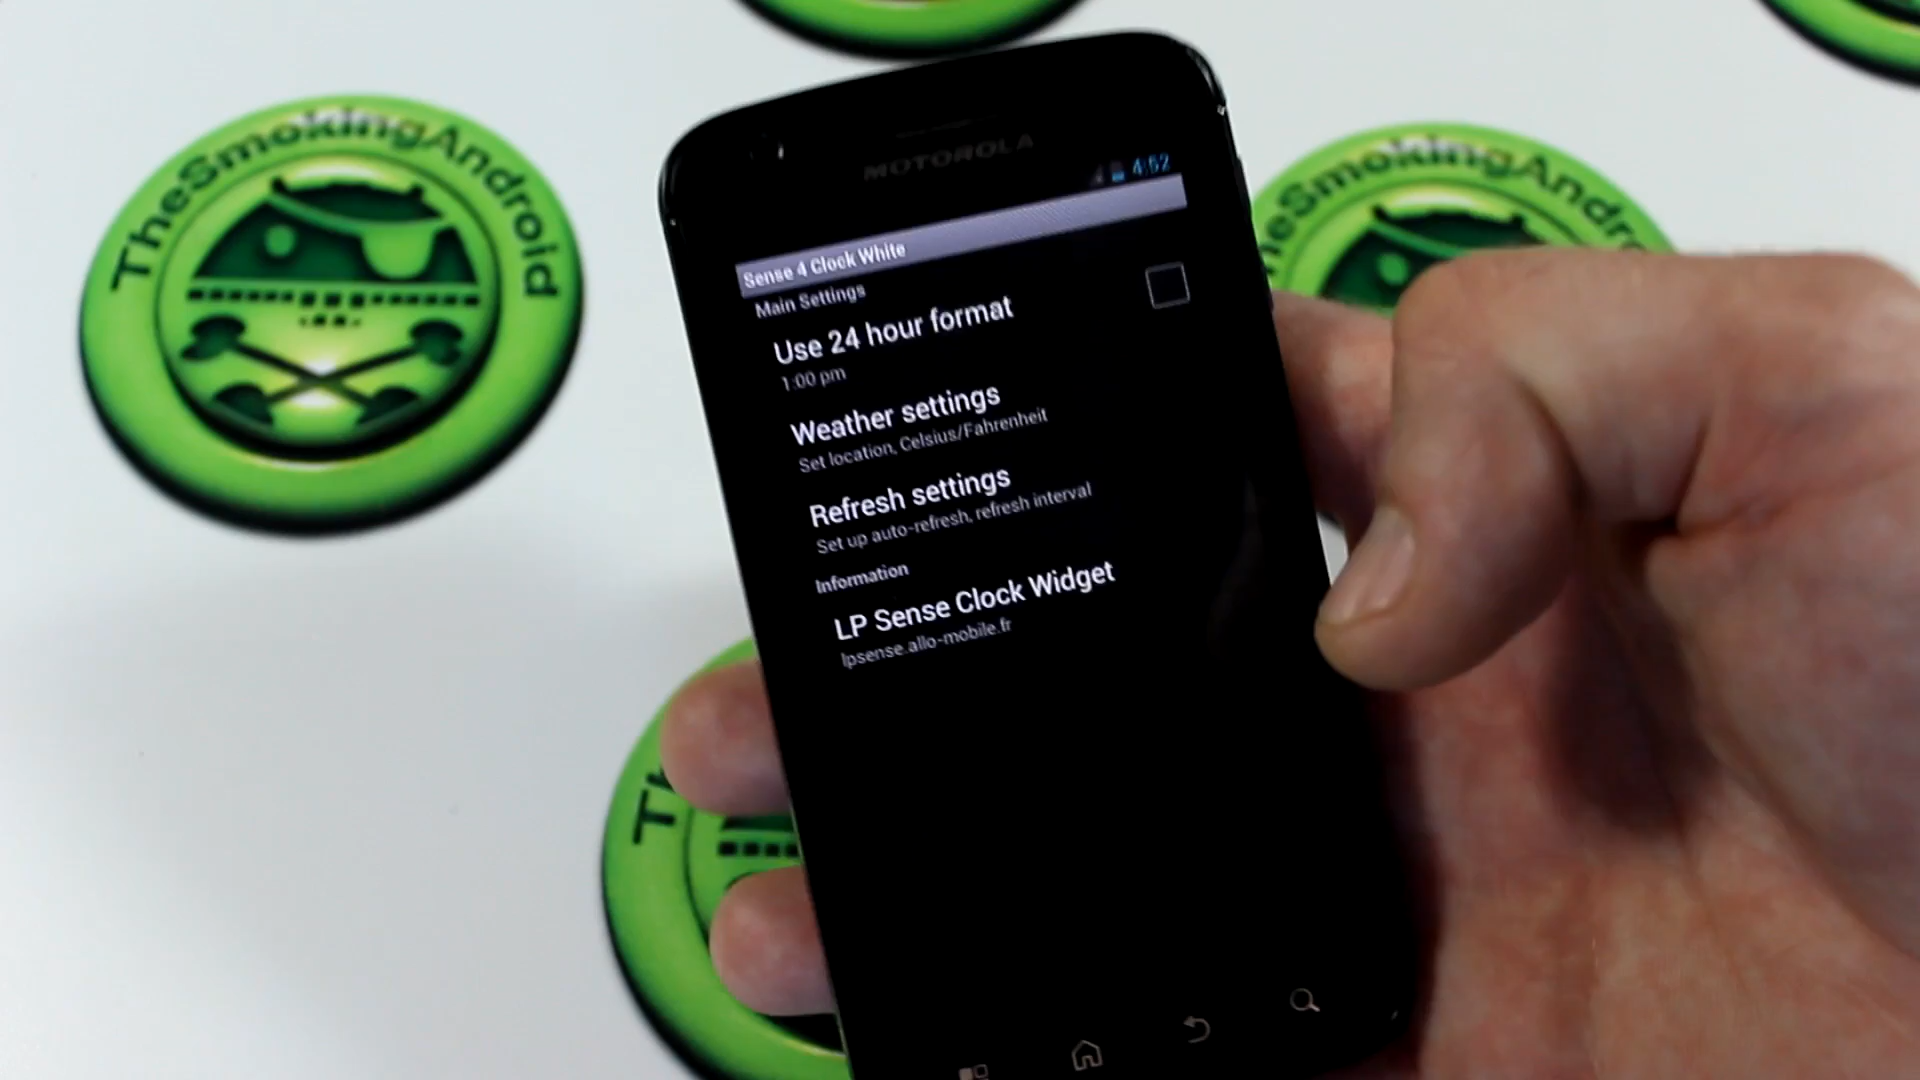 TheSmokingAndroid
MOTOROLA
4:52
Sense 4 Clock White
Main Settings
Use 24 hour format
1:00 pm
Weather settings
Set location, Celsius/Fahrenheit
Refresh settings
Set up auto-refresh, refresh interval
Information
LP Sense Clock Widget
lpsense.allo-mobile.fr
heSmokingAndroid
Th